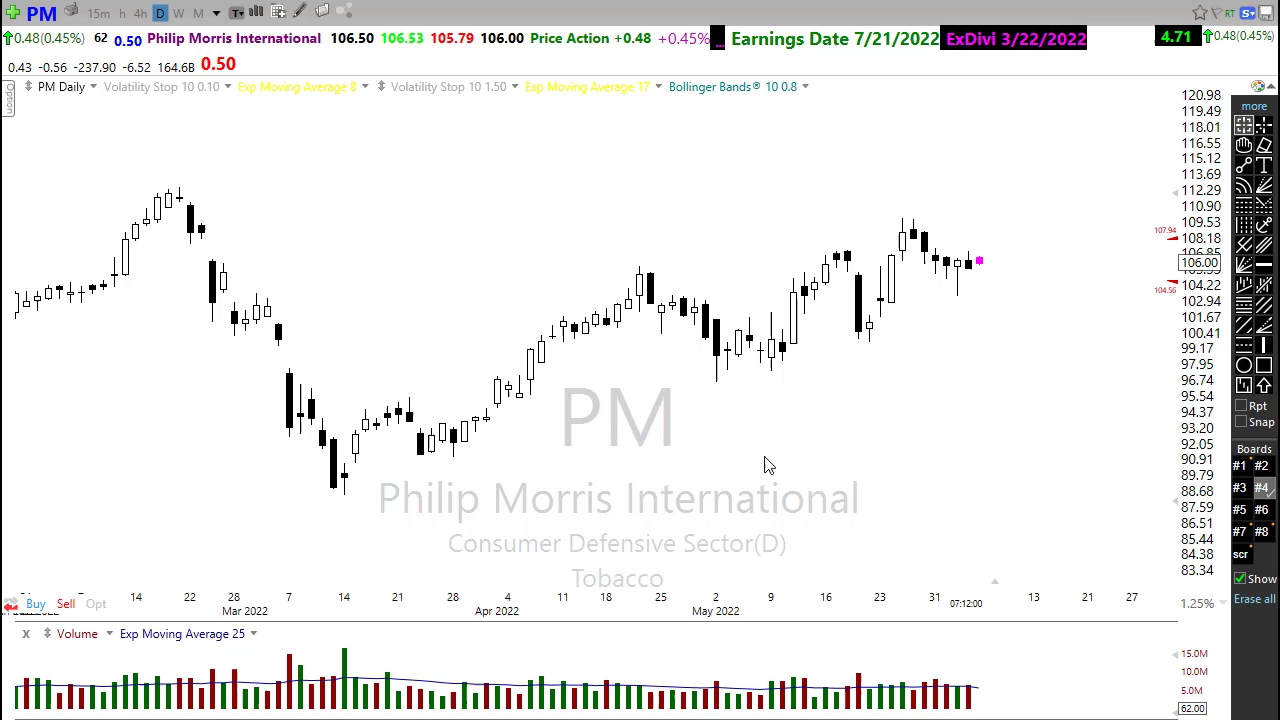 PM 15m h 4h D W M T RT S
0.48(0.45%) 62 0.50 Philip Morris International 106.50 106.53 105.79 106.00 Price Action +0.48 +0.45% ... Earnings Date 7/21/2022 ExDivi 3/22/2022 4.71 0.48(0.45%)
0.43 -0.56 -237.90 -6.52 164.6B 0.50
Option
PM Daily Volatility Stop 10 0.10 Exp Moving Average 8 Volatility Stop 10 1.50 Exp Moving Average 17 Bollinger Bands® 10 0.8
120.98
119.49
118.01
116.55
115.12
113.69
112.29
110.90
109.53
107.94
108.18
106.00
104.56
104.22
102.94
101.67
100.41
99.17
97.95
96.74
95.54
94.37
93.20
92.05
90.91
89.79
88.68
87.59
86.51
85.44
84.38
83.34
more
Rpt
Snap
Boards
#1 #2
#3 #4
#5 #6
#7 #8
scr
Show
Erase all
PM
Philip Morris International
Consumer Defensive Sector(D)
Tobacco
14 22 28 7 14 21 28 4 11 18 25 2 9 16 23 31 13 21 27
Buy Sell Opt
Mar 2022 Apr 2022 May 2022 07:12:00
1.25%
X Volume Exp Moving Average 25
15.0M
10.0M
5.0M
62.00